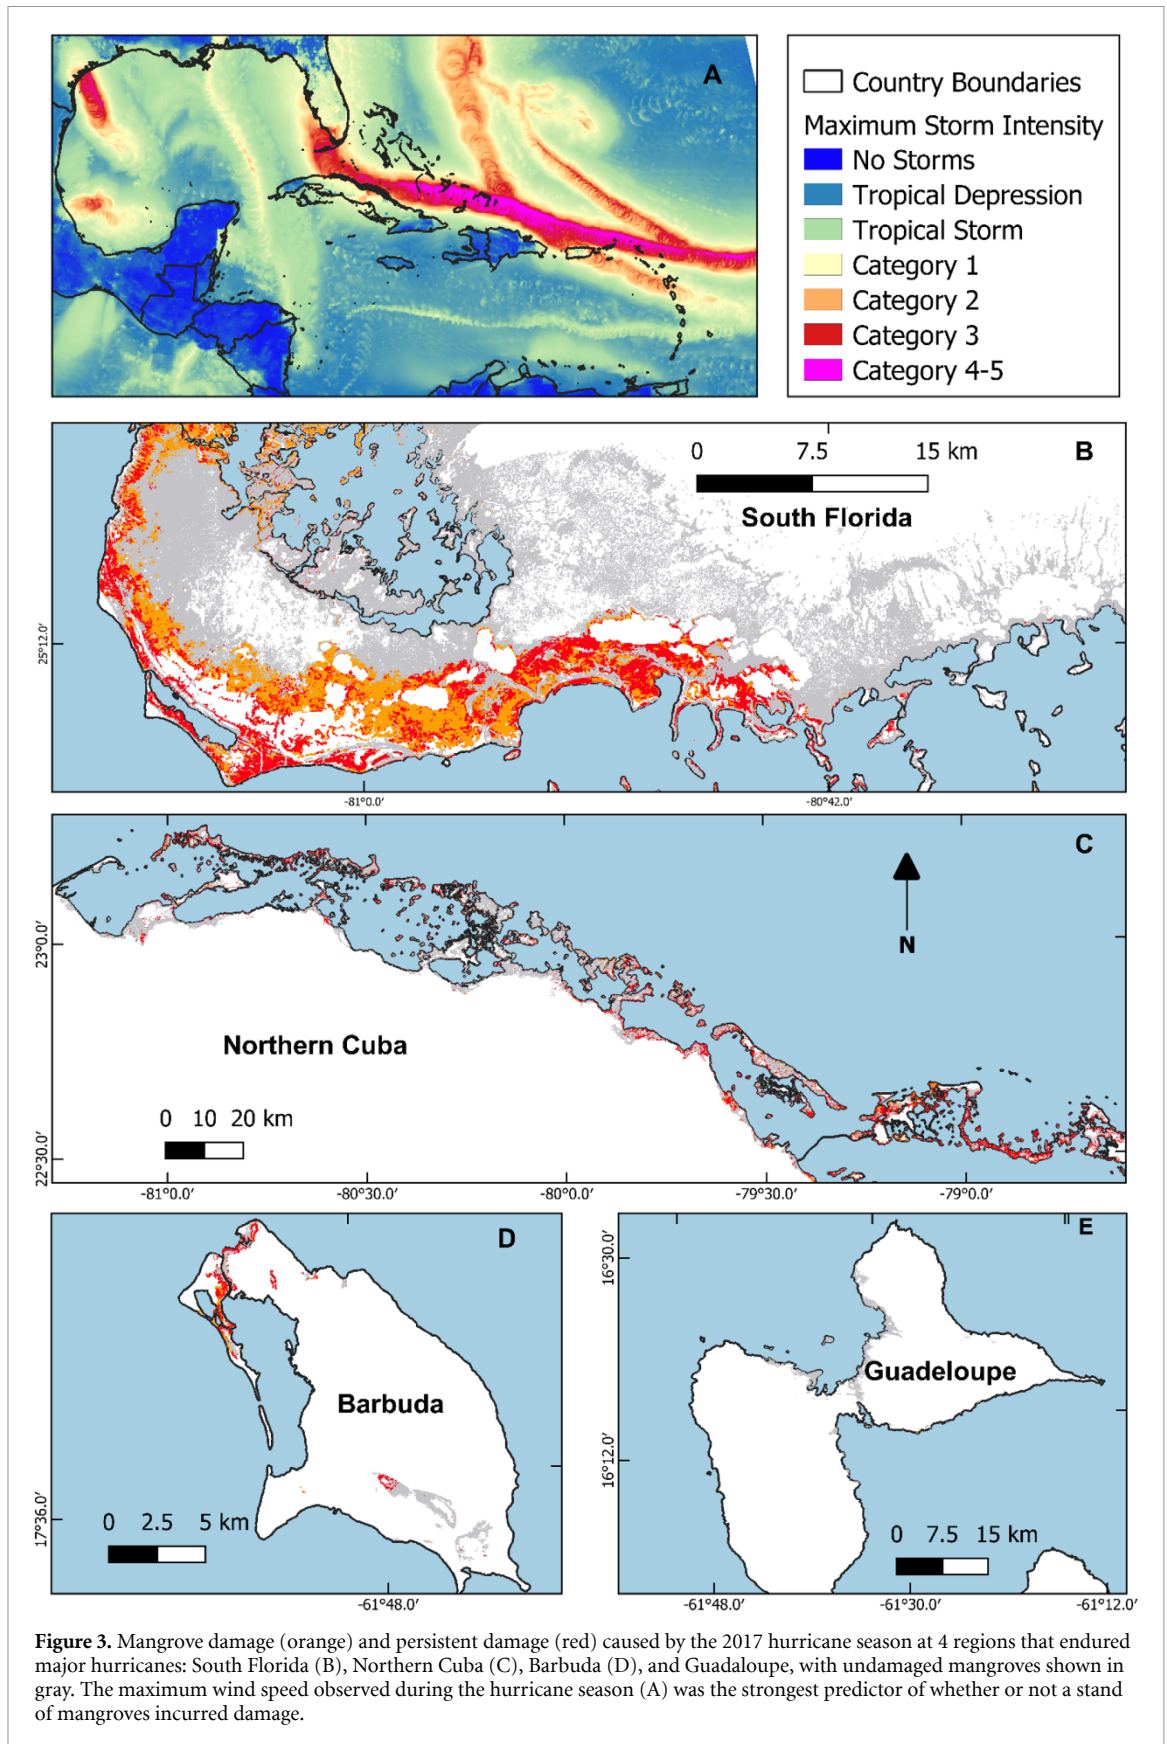 A
Country Boundaries
Maximum Storm Intensity
No Storms
Tropical Depression
Tropical Storm
Category 1
Category 2
Category 3
Category 4-5
B
0 7.5 15 km
South Florida
25°12.0'
-81°0.0'
-80°42.0'
C
N
23°0.0'
Northern Cuba
0 10 20 km
22°30.0'
-81°0.0'
-80°30.0'
-80°0.0'
-79°30.0'
-79°0.0'
D
Barbuda
17°36.0'
0 2.5 5 km
-61°48.0'
E
16°30.0'
Guadeloupe
16°12.0'
0 7.5 15 km
-61°48.0'
-61°30.0'
-61°12.0'
Figure 3. Mangrove damage (orange) and persistent damage (red) caused by the 2017 hurricane season at 4 regions that endured
major hurricanes: South Florida (B), Northern Cuba (C), Barbuda (D), and Guadaloupe, with undamaged mangroves shown in
gray. The maximum wind speed observed during the hurricane season (A) was the strongest predictor of whether or not a stand
of mangroves incurred damage.